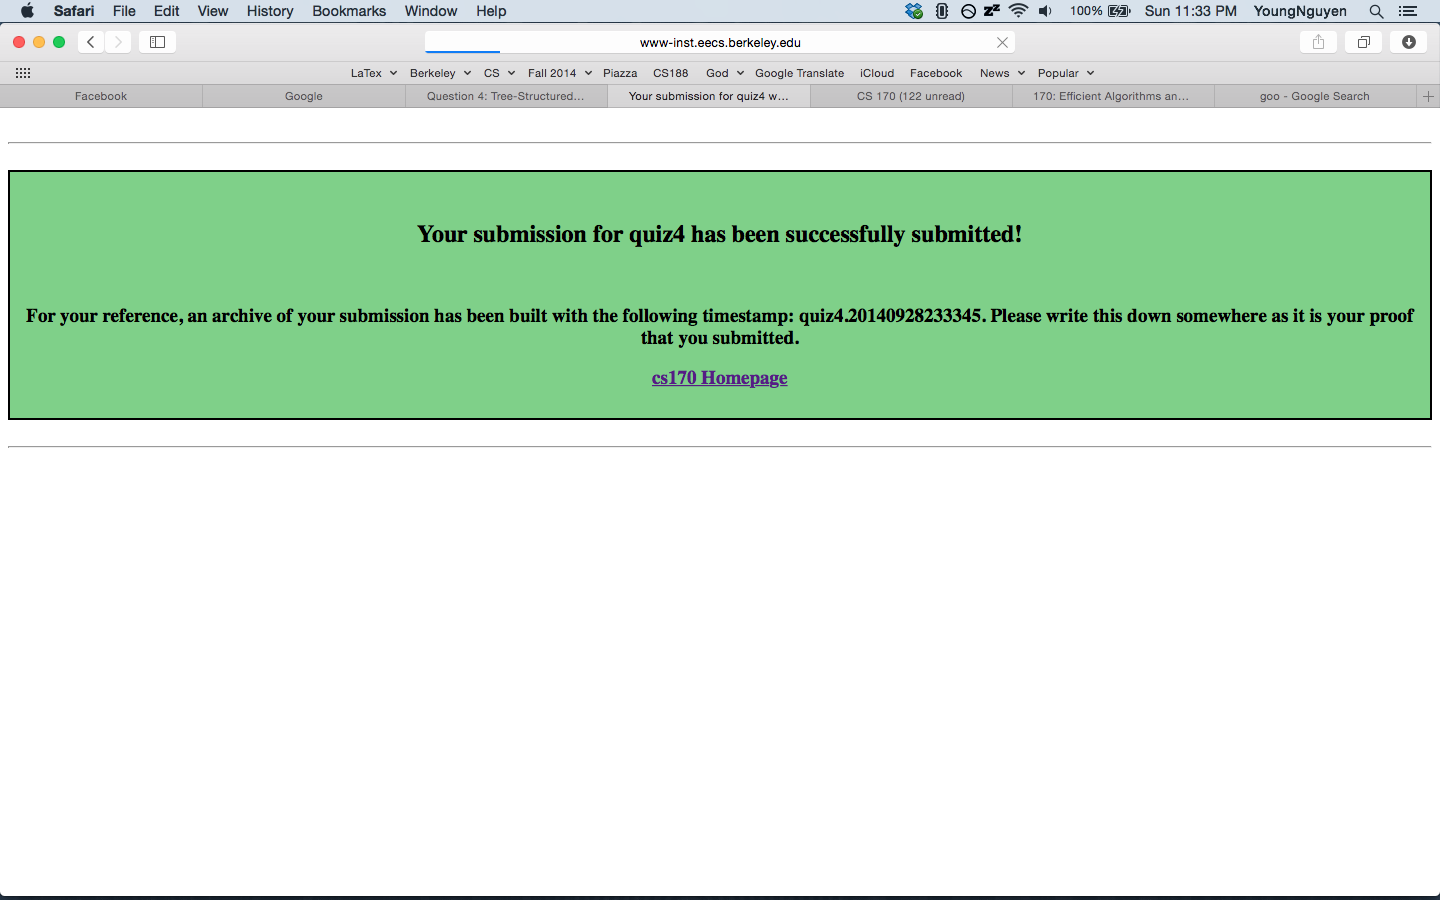 Safari File Edit View History Bookmarks Window Help 100% Sun 11:33 PM YoungNguyen
www-inst.eecs.berkeley.edu
LaTex Berkeley CS Fall 2014 Piazza CS188 God Google Translate iCloud Facebook News Popular
Facebook Google Question 4: Tree-Structured... Your submission for quiz4 w... CS 170 (122 unread) 170: Efficient Algorithms an... goo - Google Search
Your submission for quiz4 has been successfully submitted!
For your reference, an archive of your submission has been built with the following timestamp: quiz4.20140928233345. Please write this down somewhere as it is your proof
that you submitted.
cs170 Homepage